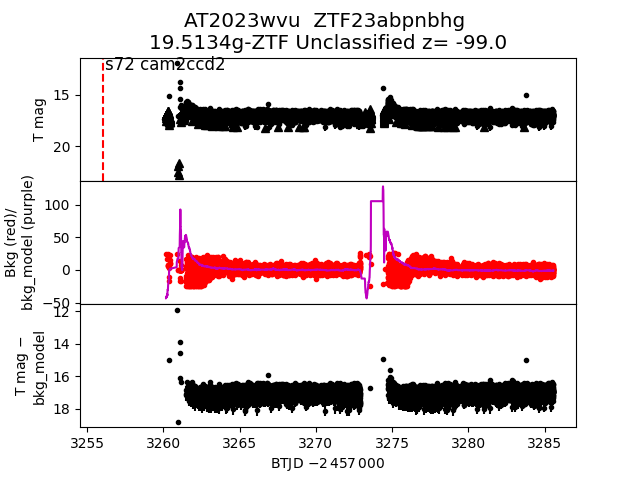 AT2023wvu ZTF23abpnbhg
19.5134g-ZTF Unclassified z= -99.0
s72 cam2ccd2
T mag
15
20
Bkg (red)/
bkg_model (purple)
100
50
0
−50
T mag −
bkg_model
12
14
16
18
3255 3260 3265 3270 3275 3280 3285
BTJD −2 457 000